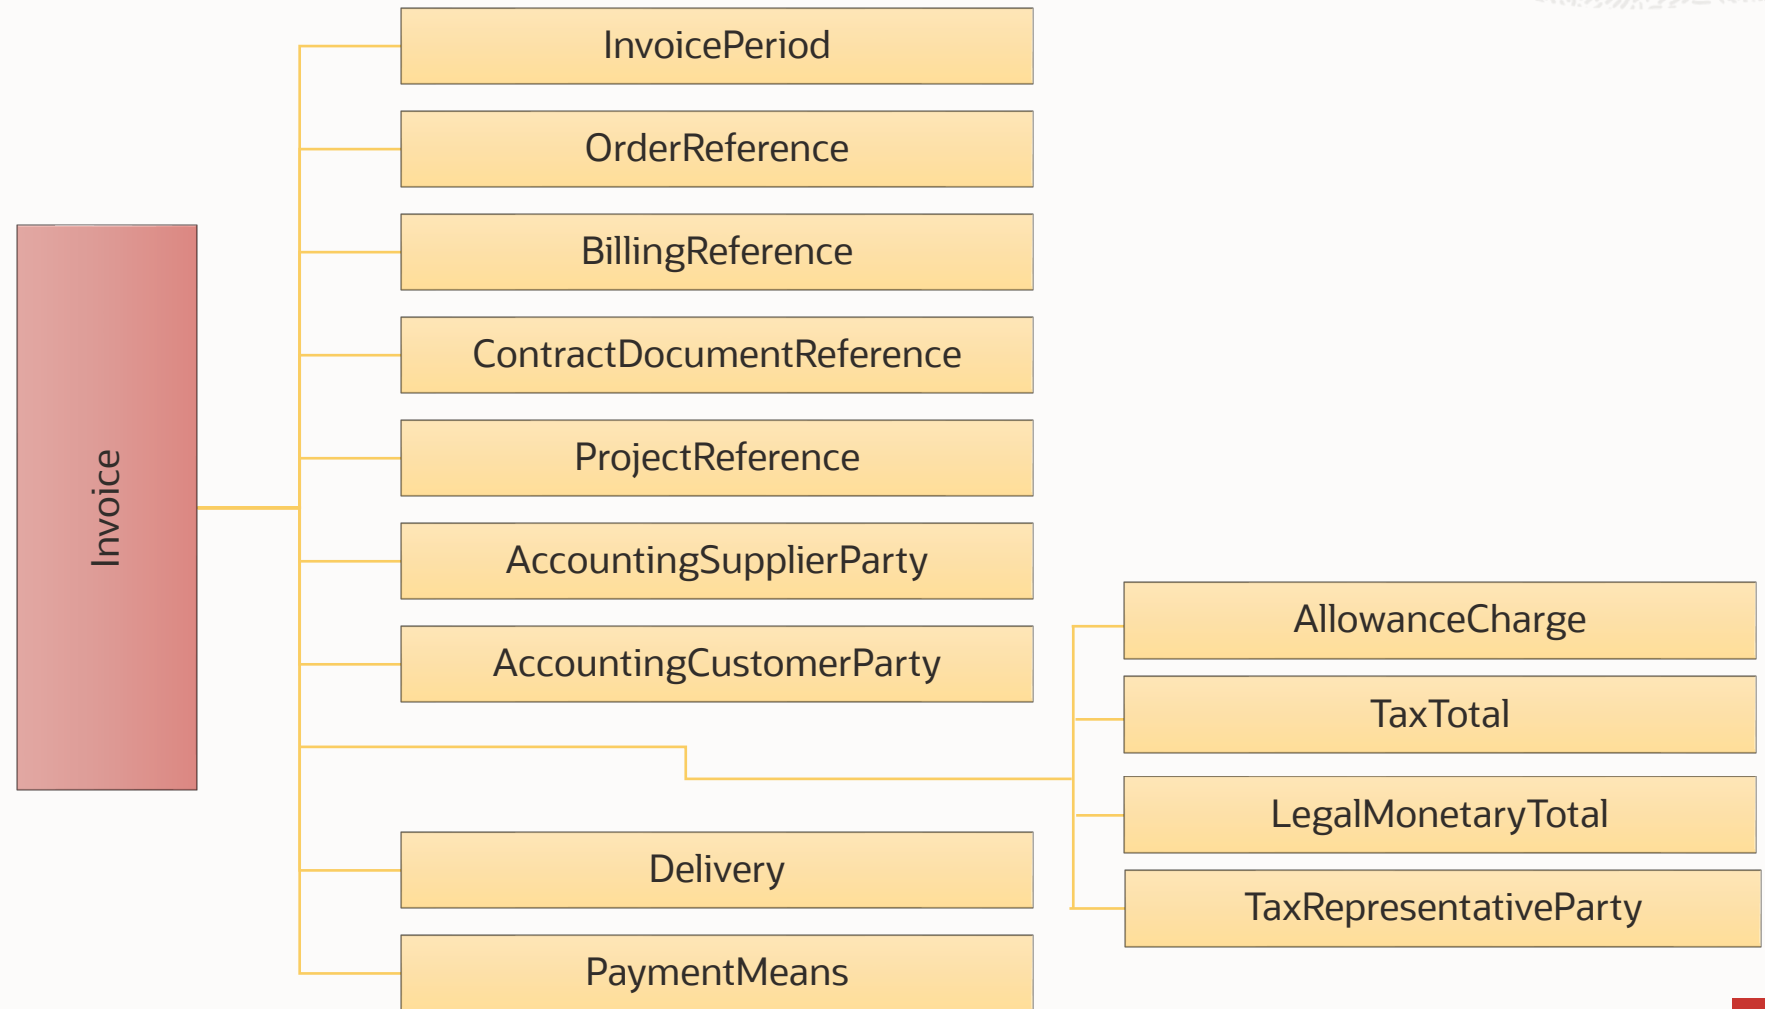 Invoice
InvoicePeriod
OrderReference
BillingReference
ContractDocumentReference
ProjectReference
AccountingSupplierParty
AccountingCustomerParty
Delivery
PaymentMeans
AllowanceCharge
TaxTotal
LegalMonetaryTotal
TaxRepresentativeParty